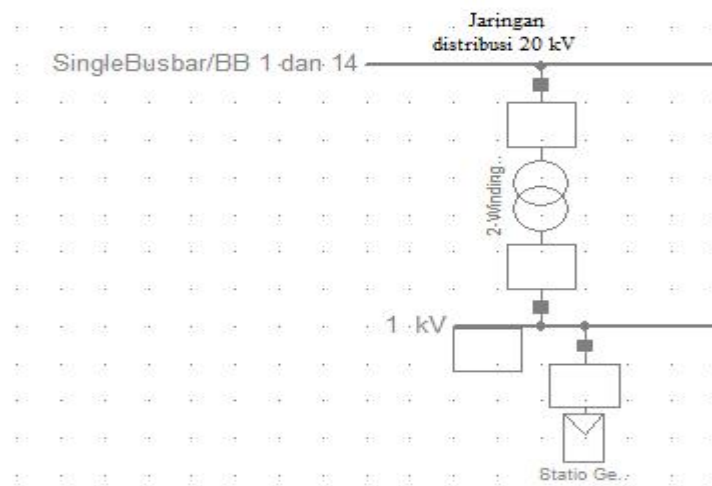 Jaringan
distribusi 20 kV
SingleBusbar/BB 1 dan 14
2-Winding..
1 kV
Statio Ge..